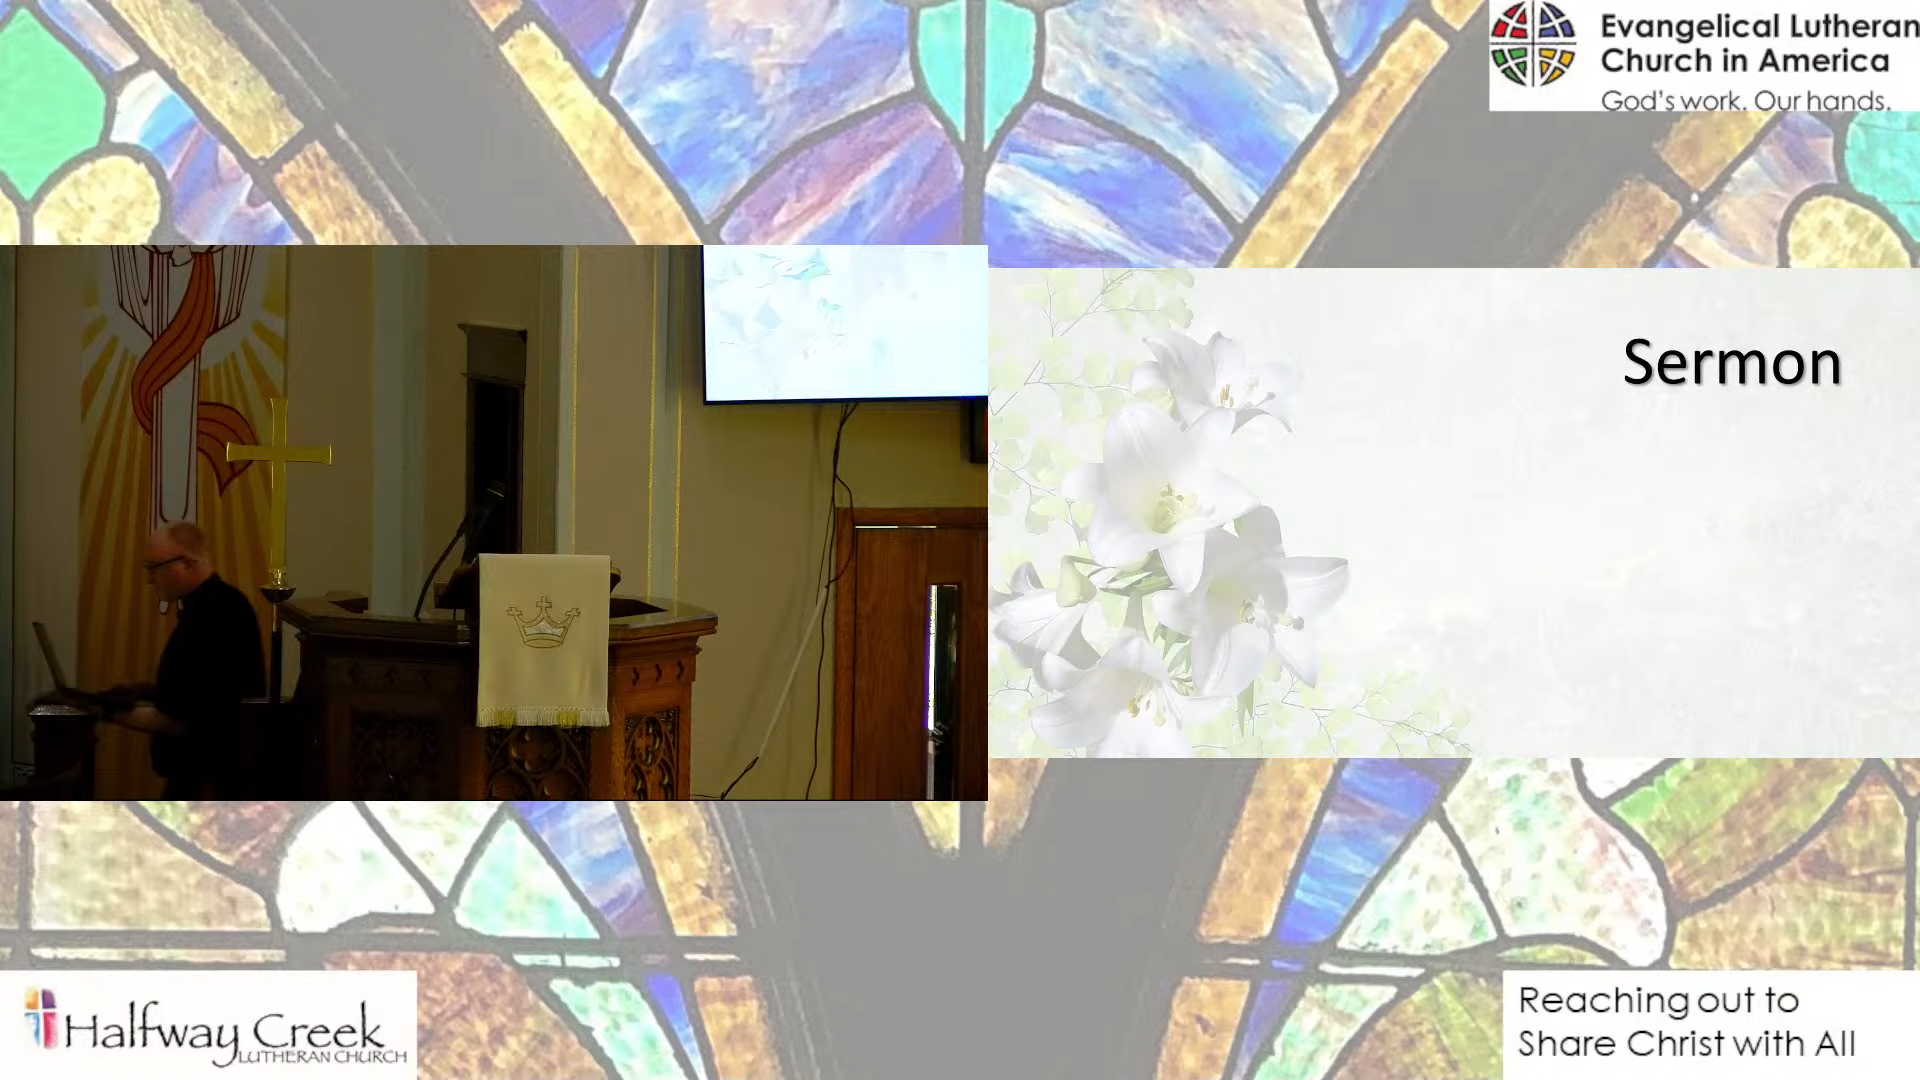 Evangelical Lutheran
Church in America
God's work. Our hands.
Sermon
Halfway Creek
LUTHERAN CHURCH
Reaching out to
Share Christ with All